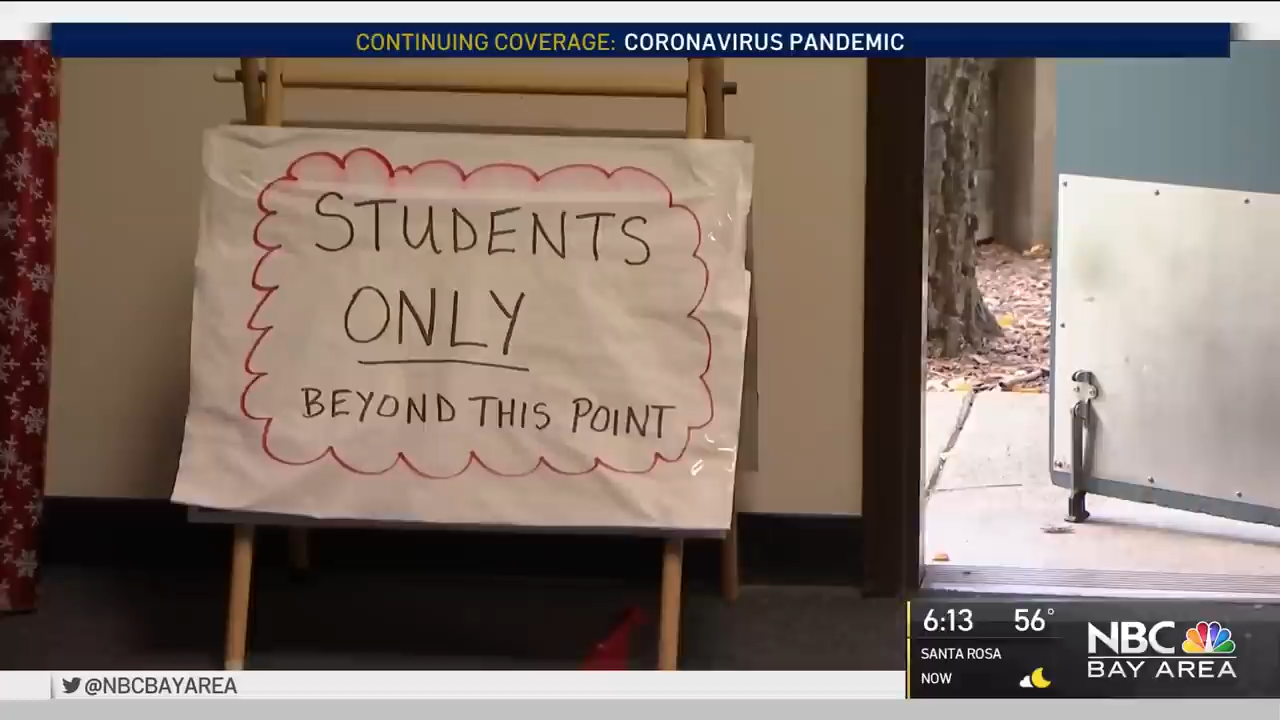 CONTINUING COVERAGE: CORONAVIRUS PANDEMIC
STUDENTS
ONLY
BEYOND THIS POINT
6:13 56°
SANTA ROSA
NOW
NBC
BAY AREA
@NBCBAYAREA